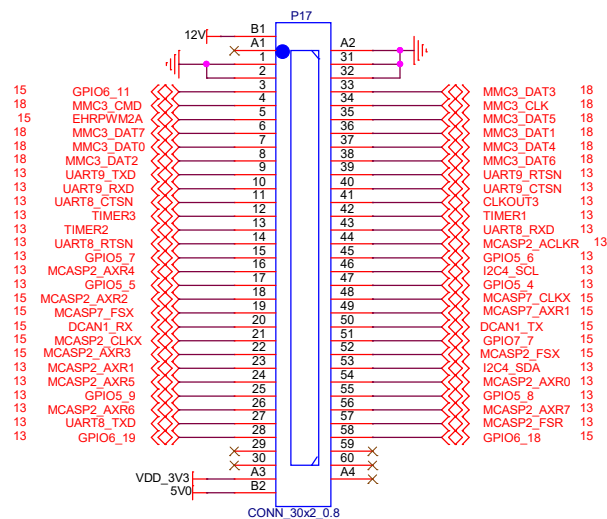 P17
12V B1
A1 A2
1 31
2 32
15 GPIO6_11 3 33 MMC3_DAT3 18
18 MMC3_CMD 4 34 MMC3_CLK 18
15 EHRPWM2A 5 35 MMC3_DAT5 18
18 MMC3_DAT7 6 36 MMC3_DAT1 18
18 MMC3_DAT0 7 37 MMC3_DAT4 18
18 MMC3_DAT2 8 38 MMC3_DAT6 18
13 UART9_TXD 9 39 UART9_RTSN 13
13 UART9_RXD 10 40 UART9_CTSN 13
13 UART8_CTSN 11 41 CLKOUT3 13
13 TIMER3 12 42 TIMER1 13
13 TIMER2 13 43 UART8_RXD 13
13 UART8_RTSN 14 44 MCASP2_ACLKR 13
13 GPIO5_7 15 45 GPIO5_6 13
13 MCASP2_AXR4 16 46 I2C4_SCL 13
13 GPIO5_5 17 47 GPIO5_4 13
15 MCASP2_AXR2 18 48 MCASP7_CLKX 15
15 MCASP7_FSX 19 49 MCASP7_AXR1 15
15 DCAN1_RX 20 50 DCAN1_TX 15
15 MCASP2_CLKX 21 51 GPIO7_7 15
15 MCASP2_AXR3 22 52 MCASP2_FSX 15
13 MCASP2_AXR1 23 53 I2C4_SDA 13
13 MCASP2_AXR5 24 54 MCASP2_AXR0 13
13 GPIO5_9 25 55 GPIO5_8 13
13 MCASP2_AXR6 26 56 MCASP2_AXR7 13
13 UART8_TXD 27 57 MCASP2_FSR 13
13 GPIO6_19 28 58 GPIO6_18 15
29 59
30 60
VDD_3V3 A3 A4
5V0 B2
CONN_30x2_0.8